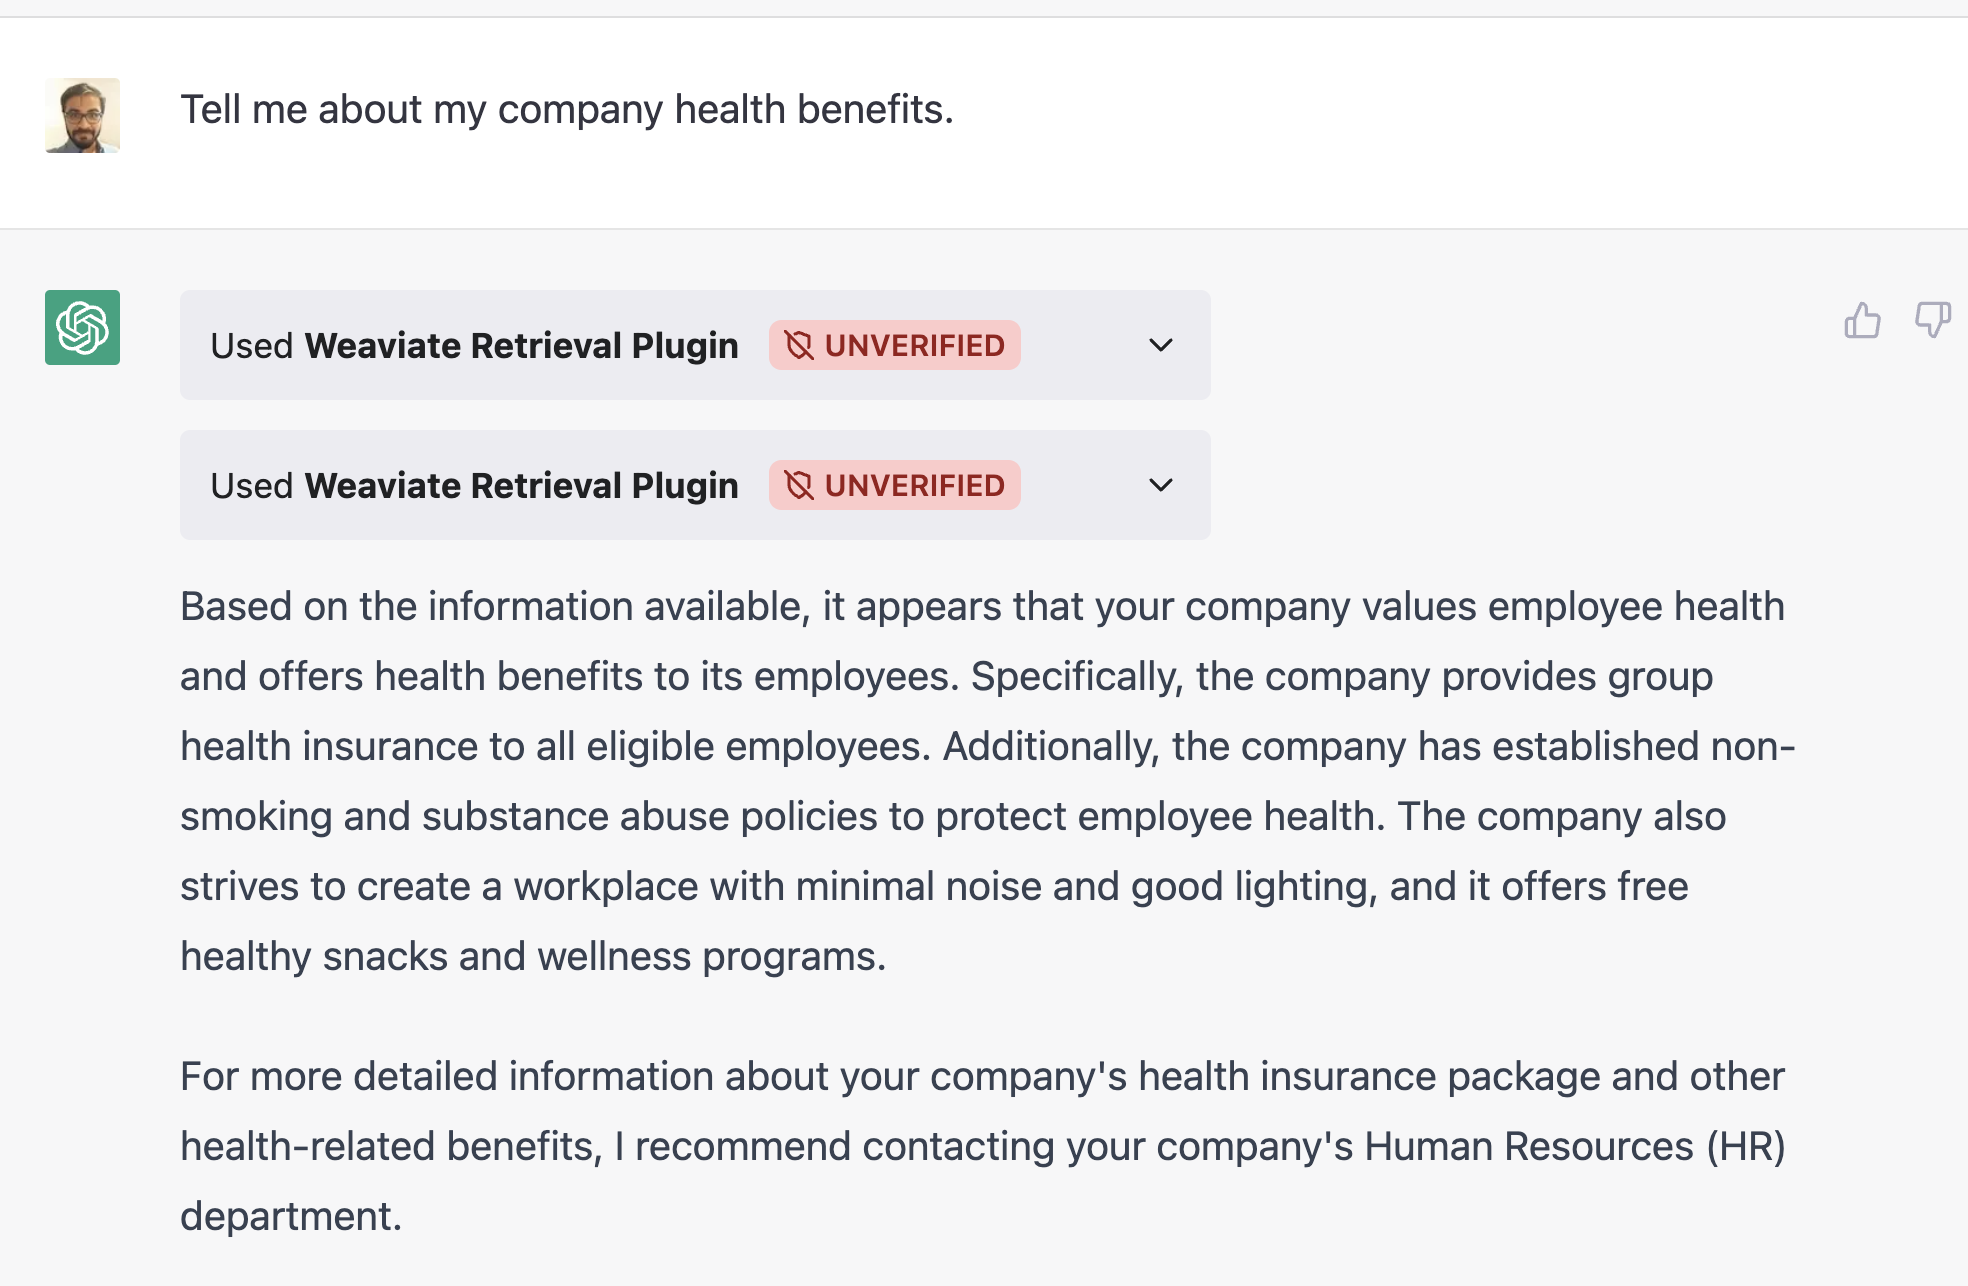 Tell me about my company health benefits.
Used Weaviate Retrieval Plugin UNVERIFIED
Used Weaviate Retrieval Plugin UNVERIFIED
Based on the information available, it appears that your company values employee health
and offers health benefits to its employees. Specifically, the company provides group
health insurance to all eligible employees. Additionally, the company has established non-
smoking and substance abuse policies to protect employee health. The company also
strives to create a workplace with minimal noise and good lighting, and it offers free
healthy snacks and wellness programs.
For more detailed information about your company's health insurance package and other
health-related benefits, I recommend contacting your company's Human Resources (HR)
department.